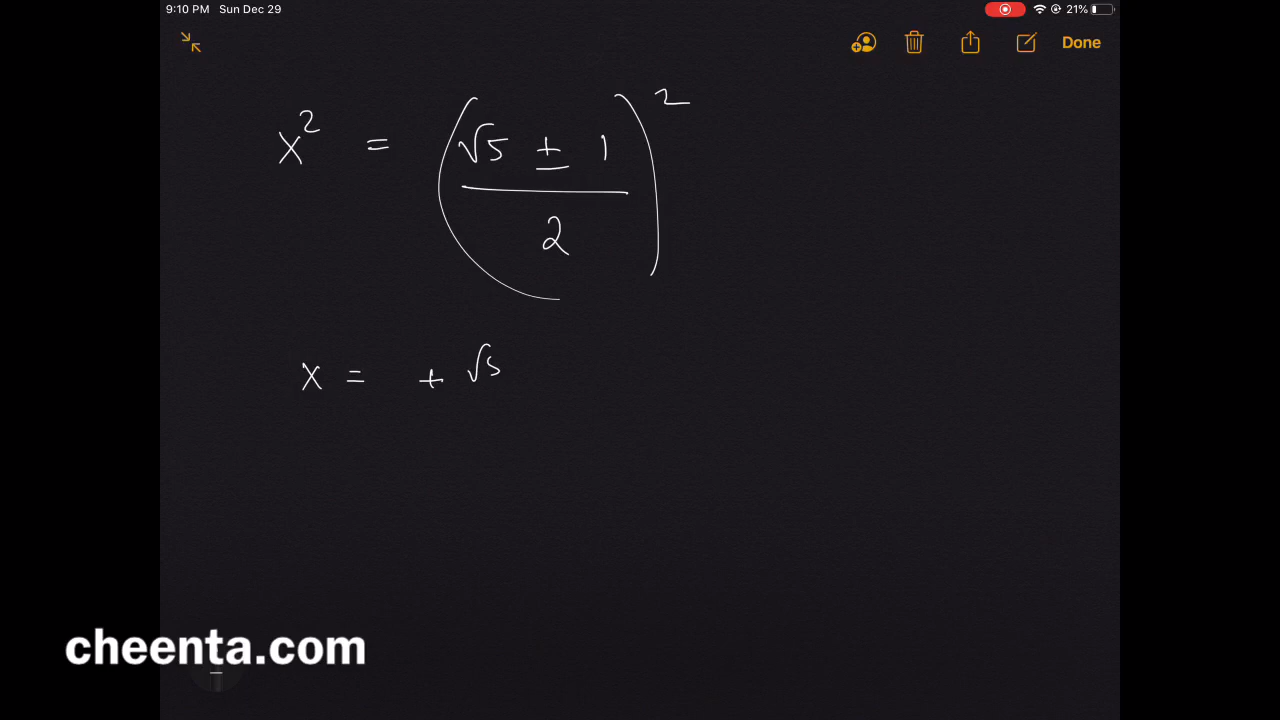 9:10 PM Sun Dec 29 21%
Done
x² = (√5 ± 1 / 2)²
x = + √5
cheenta.com